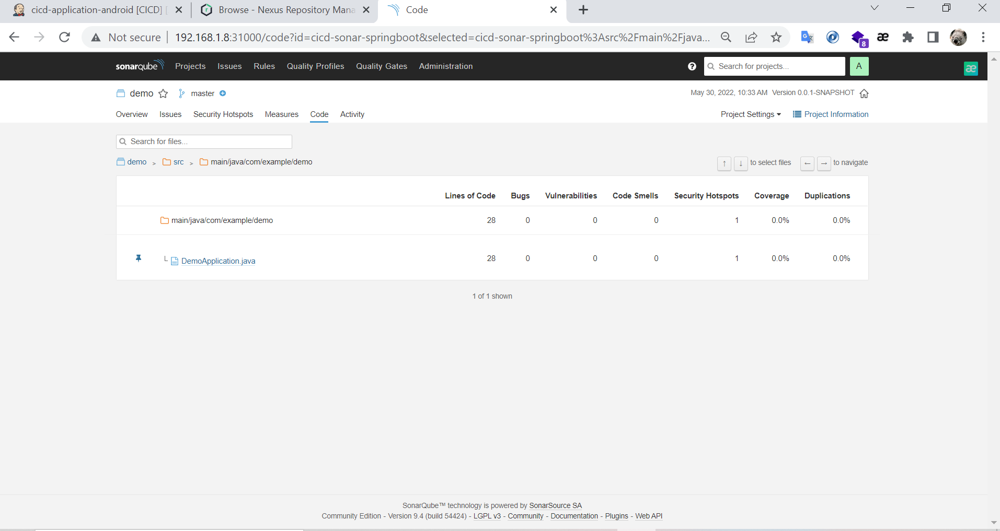 cicd-application-android [CICD] [
Browse - Nexus Repository Mana
Code
Not secure
192.168.1.8:31000/code?id=cicd-sonar-springboot&selected=cicd-sonar-springboot%3Asrc%2Fmain%2Fjava...
8
æ
sonarqube Projects Issues Rules Quality Profiles Quality Gates Administration
Search for projects...
A
æ
demo master
May 30, 2022, 10:33 AM Version 0.0.1-SNAPSHOT
Overview Issues Security Hotspots Measures Code Activity
Project Settings Project Information
Search for files...
demo > src > main/java/com/example/demo
↑ ↓ to select files ← → to navigate
Lines of Code Bugs Vulnerabilities Code Smells Security Hotspots Coverage Duplications
main/java/com/example/demo 28 0 0 0 1 0.0% 0.0%
DemoApplication.java 28 0 0 0 1 0.0% 0.0%
1 of 1 shown
SonarQube™ technology is powered by SonarSource SA
Community Edition - Version 9.4 (build 54424) - LGPL v3 - Community - Documentation - Plugins - Web API